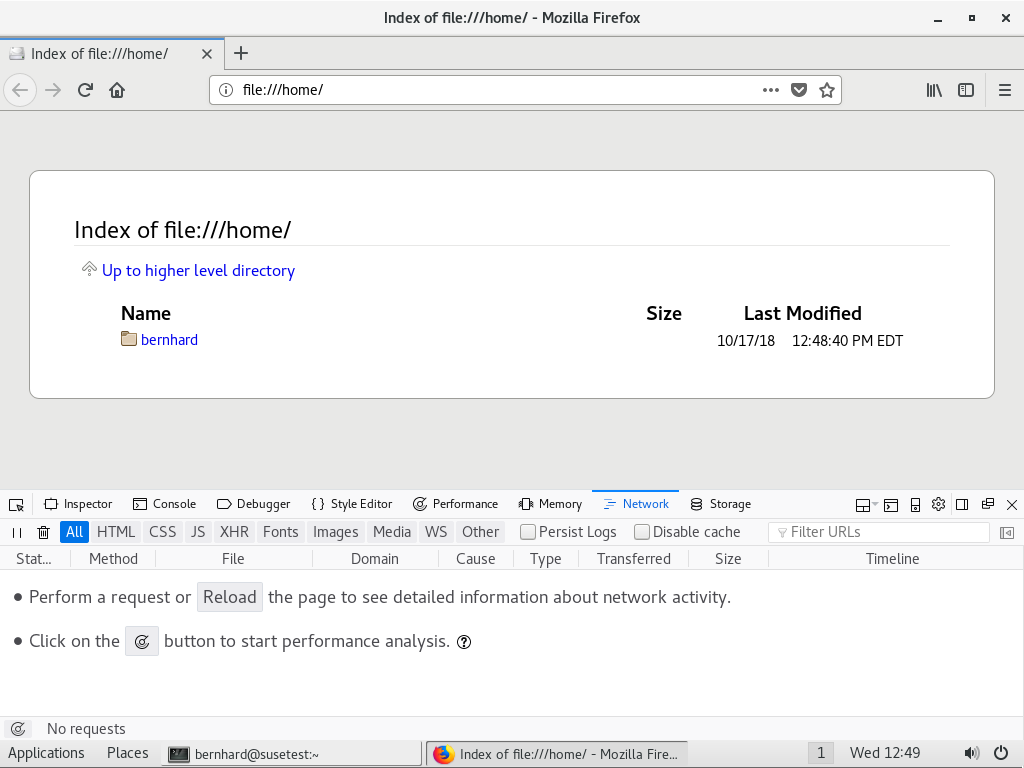 Index of file:///home/ - Mozilla Firefox
Index of file:///home/
file:///home/
Index of file:///home/
Up to higher level directory
Name Size Last Modified
bernhard 10/17/18 12:48:40 PM EDT
Inspector Console Debugger Style Editor Performance Memory Network Storage
All HTML CSS JS XHR Fonts Images Media WS Other Persist Logs Disable cache Filter URLs
Stat... Method File Domain Cause Type Transferred Size Timeline
• Perform a request or Reload the page to see detailed information about network activity.
• Click on the button to start performance analysis.
No requests
Applications Places bernhard@susetest:~ Index of file:///home/ - Mozilla Fire... 1 Wed 12:49